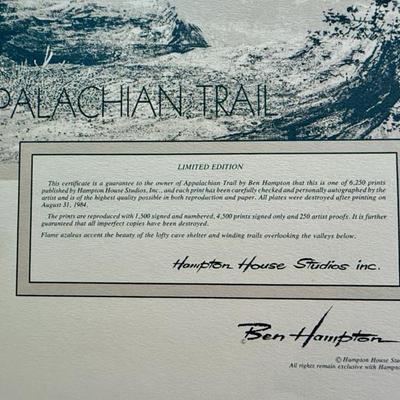 PALACHIAN TRAIL
LIMITED EDITION
This certificate is a guarantee to the owner of Appalachian Trail by Ben Hampton that this is one of 6,250 prints
published by Hampton House Studios, Inc., and each print has been carefully checked and personally autographed by the
artist and is of the highest quality possible in both reproduction and paper. All plates were destroyed after printing on
August 31, 1984.
The prints are reproduced with 1,500 signed and numbered, 4,500 prints signed only and 250 artist proofs. It is further
guaranteed that all imperfect copies have been destroyed.
Flame azaleas accent the beauty of the lofty cave shelter and winding trails overlooking the valleys below.
Hampton House Studios inc.
Ben Hampton
© Hampton House Stu
All rights remain exclusive with Hampto